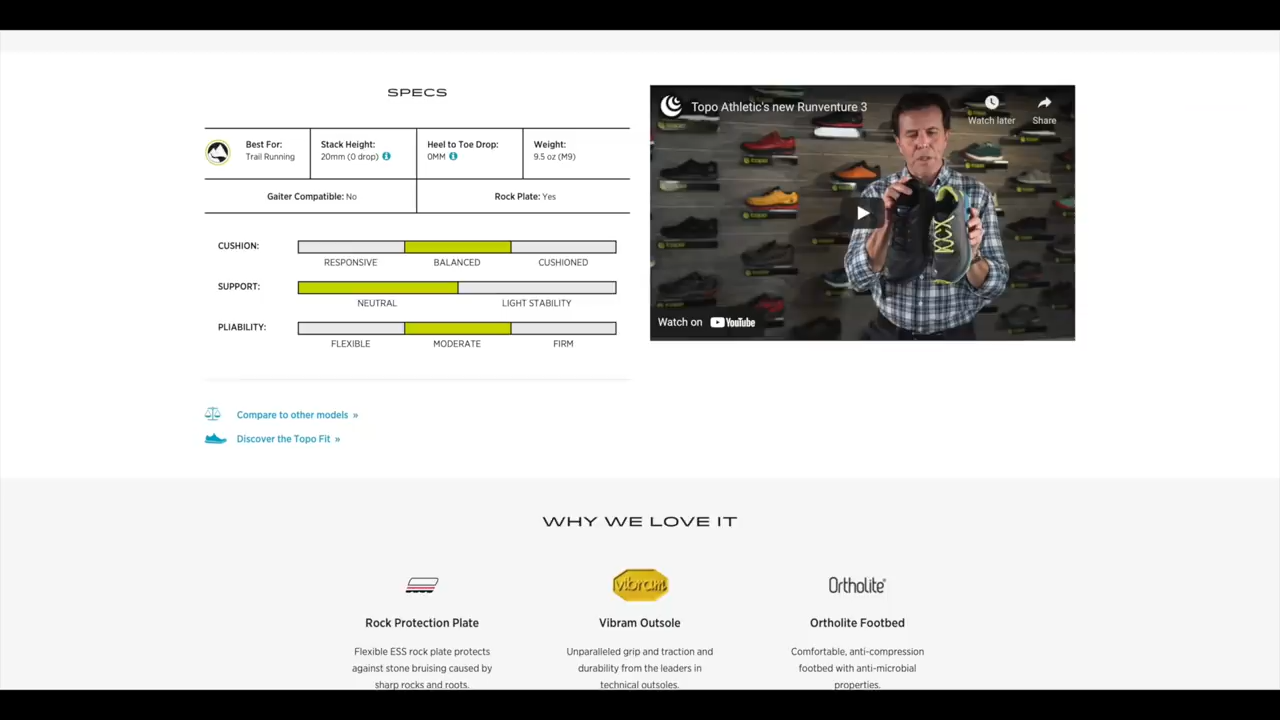 SPECS
Best For:
Trail Running
Stack Height:
20mm (0 drop)
Heel to Toe Drop:
0MM
Weight:
9.5 oz (M9)
Gaiter Compatible: No
Rock Plate: Yes
CUSHION:
RESPONSIVE
BALANCED
CUSHIONED
SUPPORT:
NEUTRAL
LIGHT STABILITY
PLIABILITY:
FLEXIBLE
MODERATE
FIRM
Compare to other models »
Discover the Topo Fit »
Topo Athletic's new Runventure 3
Watch later
Share
Watch on YouTube
WHY WE LOVE IT
Rock Protection Plate
Flexible ESS rock plate protects
against stone bruising caused by
sharp rocks and roots.
vibram
Vibram Outsole
Unparalleled grip and traction and
durability from the leaders in
technical outsoles.
Ortholite®
Ortholite Footbed
Comfortable, anti-compression
footbed with anti-microbial
properties.